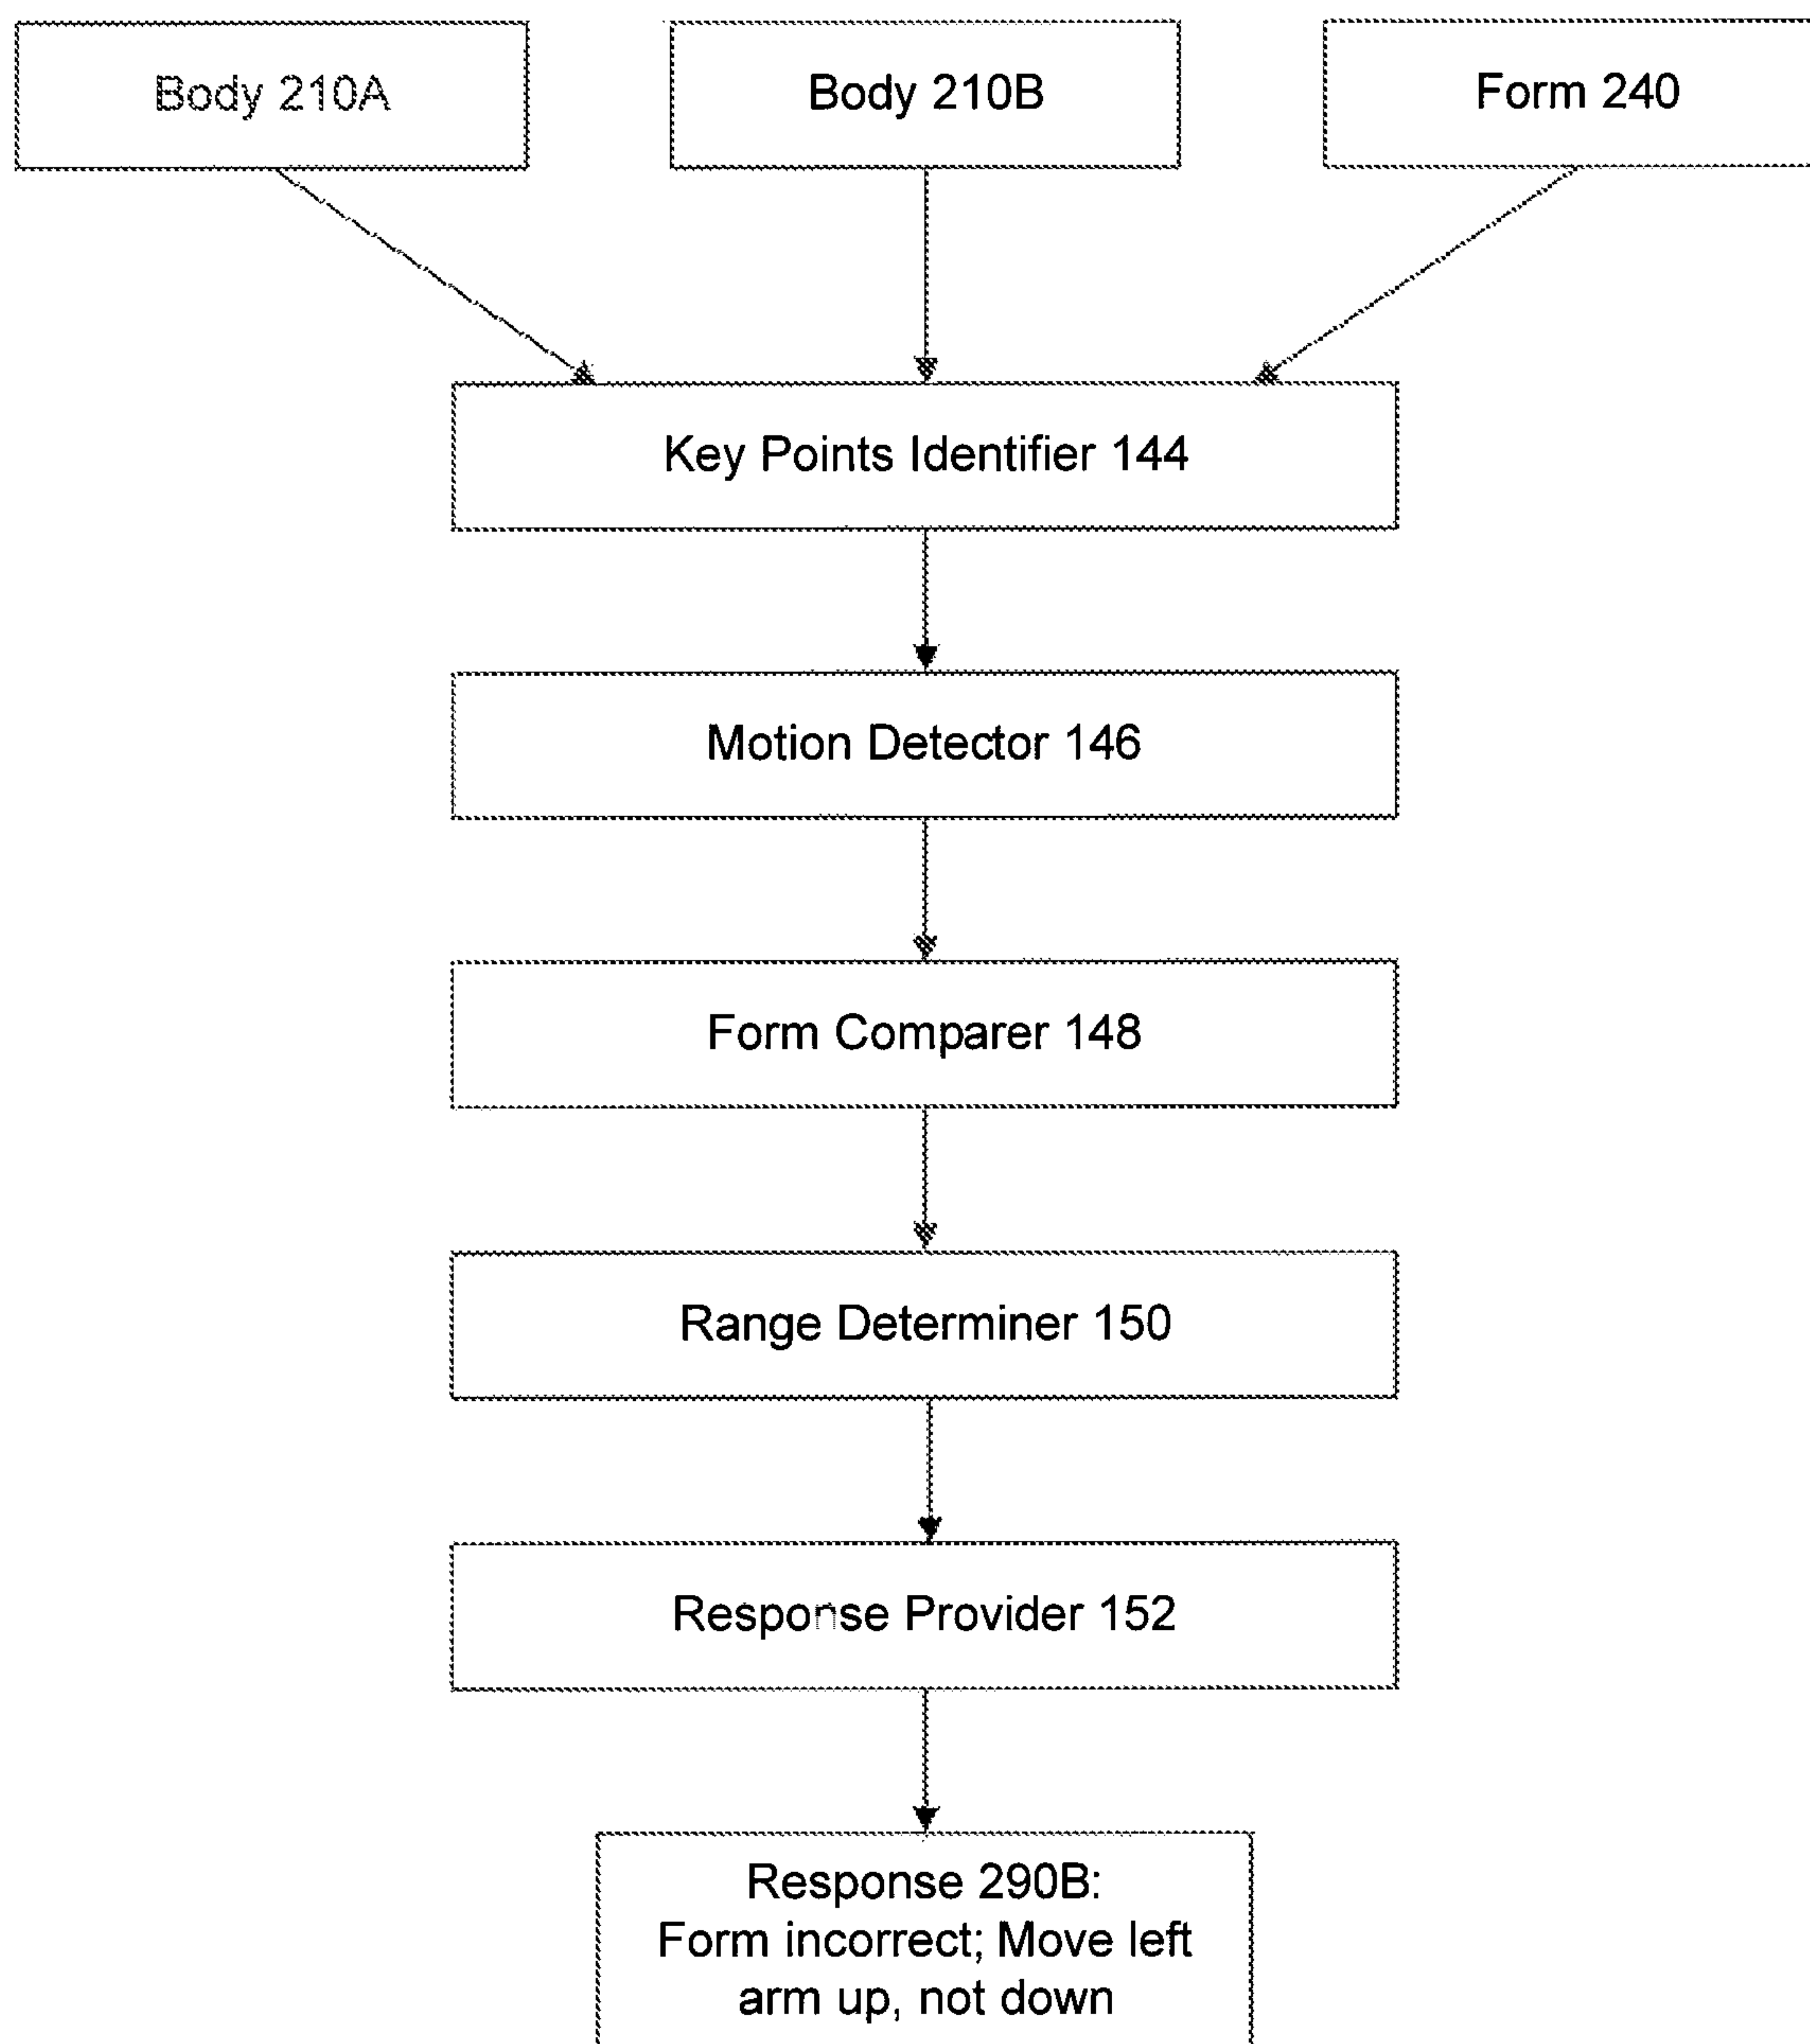 Body 210A
Body 210B
Form 240
Key Points Identifier 144
Motion Detector 146
Form Comparer 148
Range Determiner 150
Response Provider 152
Response 290B:
Form incorrect; Move left
arm up, not down